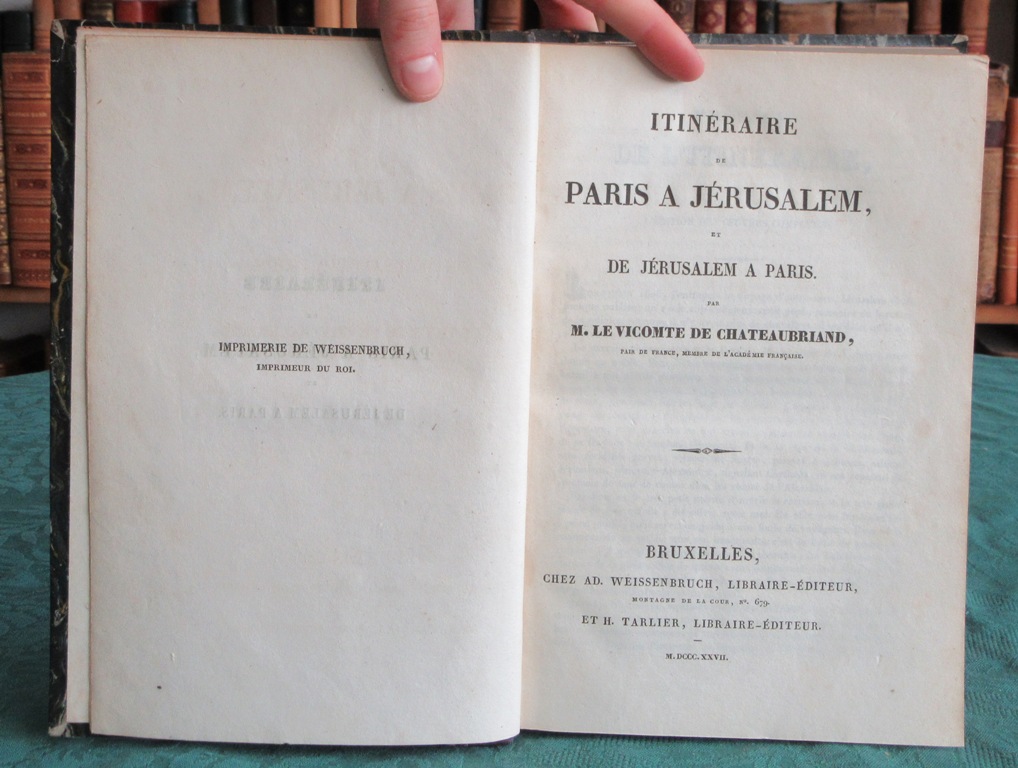 IMPRIMERIE DE WEISSENBRUCH,
IMPRIMEUR DU ROI.
ITINÉRAIRE
DE
PARIS A JÉRUSALEM,
ET
DE JÉRUSALEM A PARIS.
PAR
M. LE VICOMTE DE CHATEAUBRIAND,
PAIR DE FRANCE, MEMBRE DE L'ACADÉMIE FRANÇAISE.
BRUXELLES,
CHEZ AD. WEISSENBRUCH, LIBRAIRE-ÉDITEUR,
MONTAGNE DE LA COUR, Nº. 679.
ET H. TARLIER, LIBRAIRE-ÉDITEUR.
M. DCCC. XXVII.